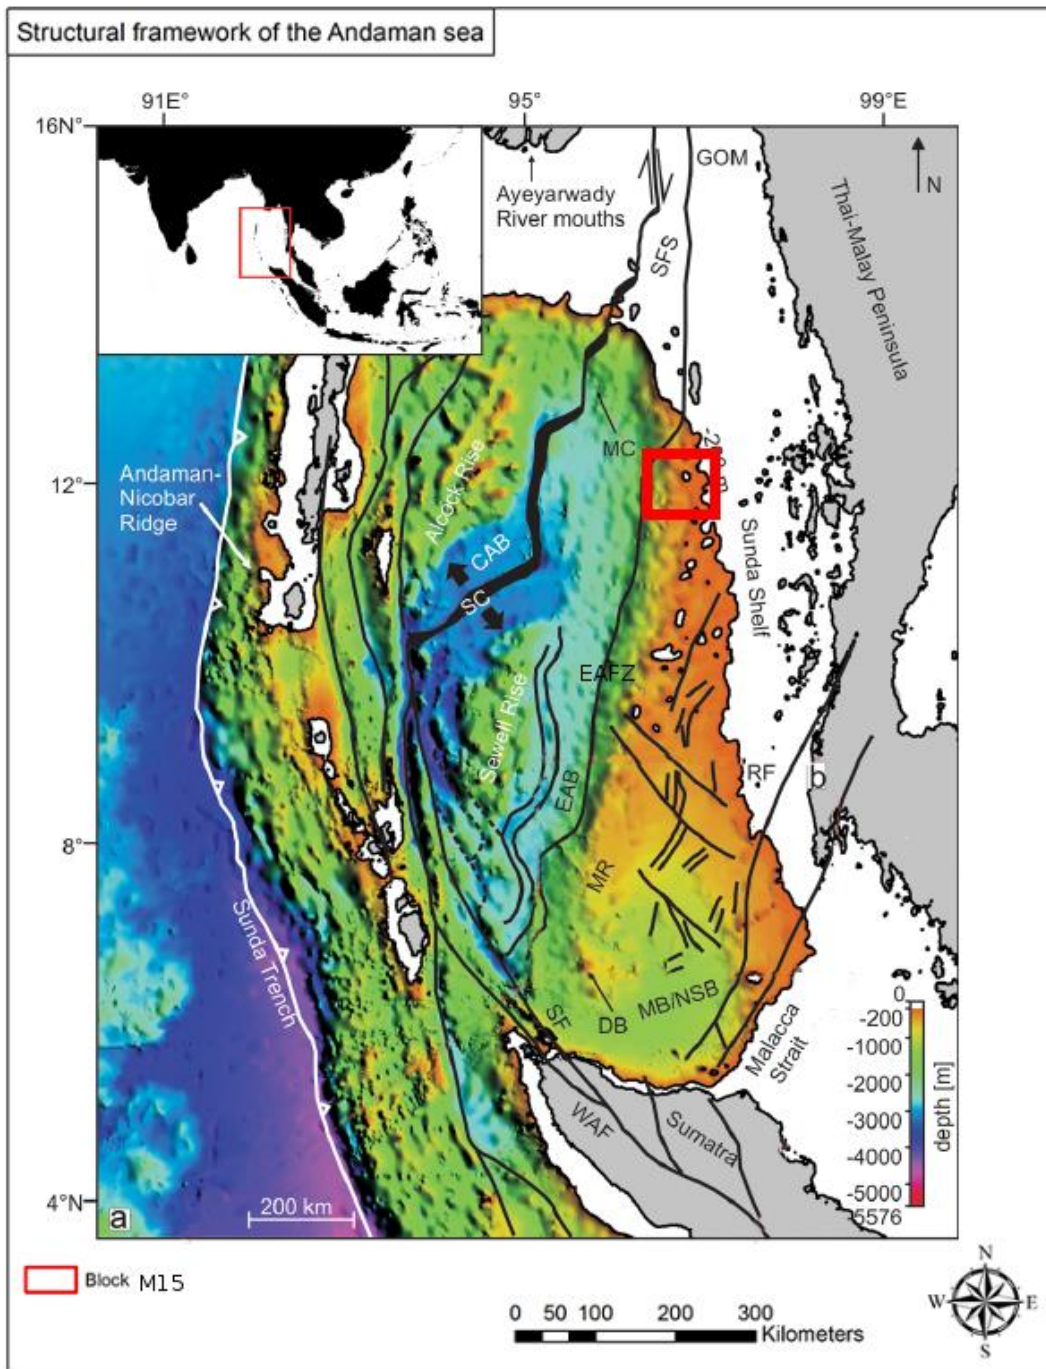 Structural framework of the Andaman sea
91E°
95°
99°E
16N°
GOM
N
Ayeyarwady
River mouths
SFS
Thai-Malay Peninsula
MC
12°
Andaman-
Nicobar
Ridge
Alcock Rise
CAB
SC
Sunda Shelf
EAFZ
Sewell Rise
RF
b
EAB
8°
MR
Sunda Trench
SF
DB
MB/NSB
Malacca
Strait
0
-200
-1000
-2000
-3000
-4000
-5000
-5576
depth [m]
WAF
Sumatra
4°N
200 km
a
Block M15
0 50 100 200 300
Kilometers
N
W
E
S